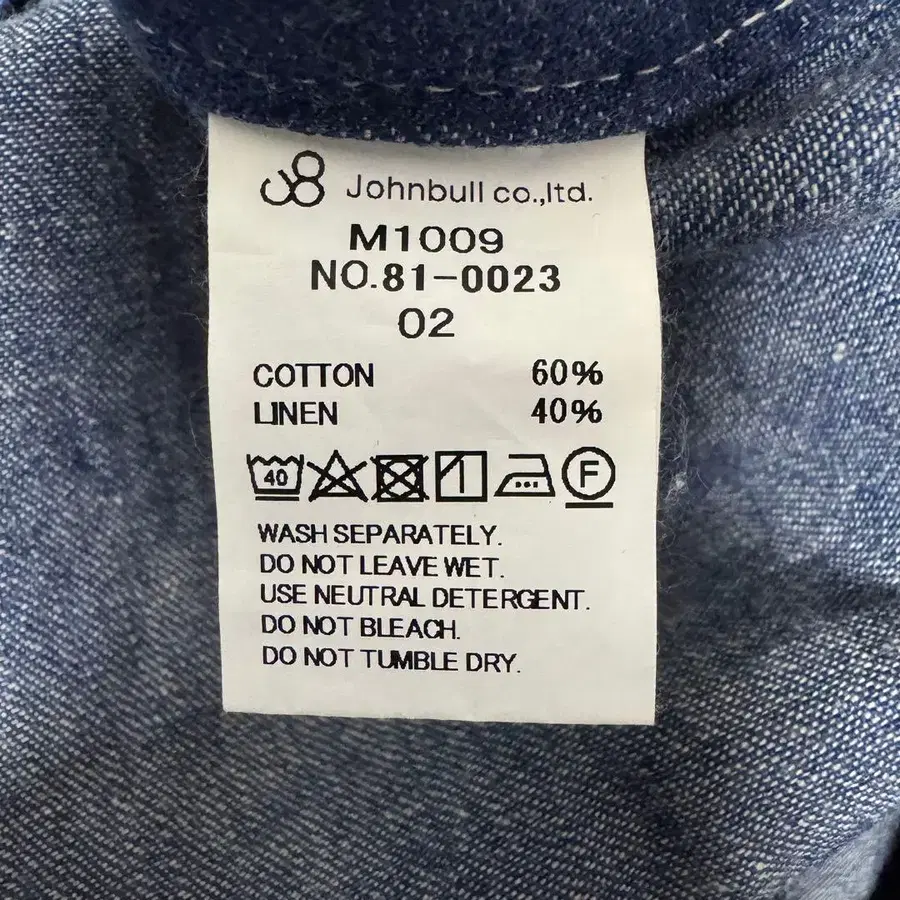 J8 Johnbull co.,ltd.
M1009
NO.81-0023
02
COTTON 60%
LINEN 40%
40 F
WASH SEPARATELY.
DO NOT LEAVE WET.
USE NEUTRAL DETERGENT.
DO NOT BLEACH.
DO NOT TUMBLE DRY.